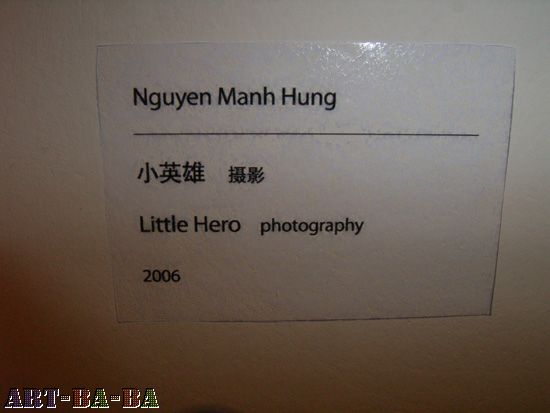 Nguyen Manh Hung
小英雄 摄影
Little Hero photography
2006
ART-BA-BA